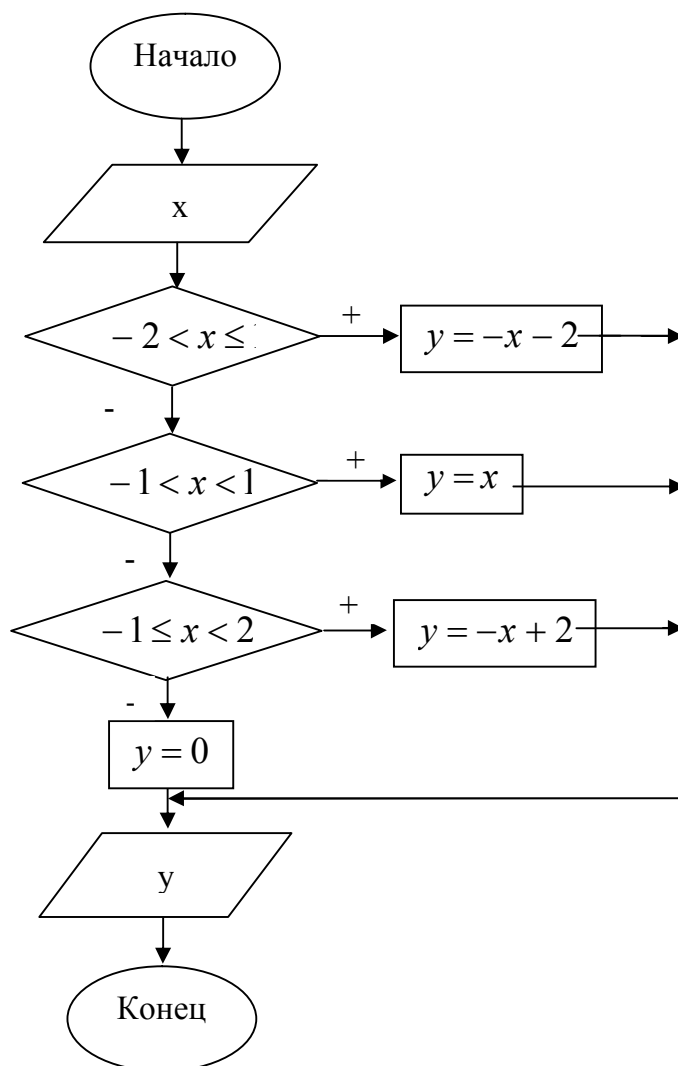 Начало
x
− 2 < x ≤
+
y = −x − 2
-
− 1 < x < 1
+
y = x
-
− 1 ≤ x < 2
+
y = −x + 2
-
y = 0
y
Конец